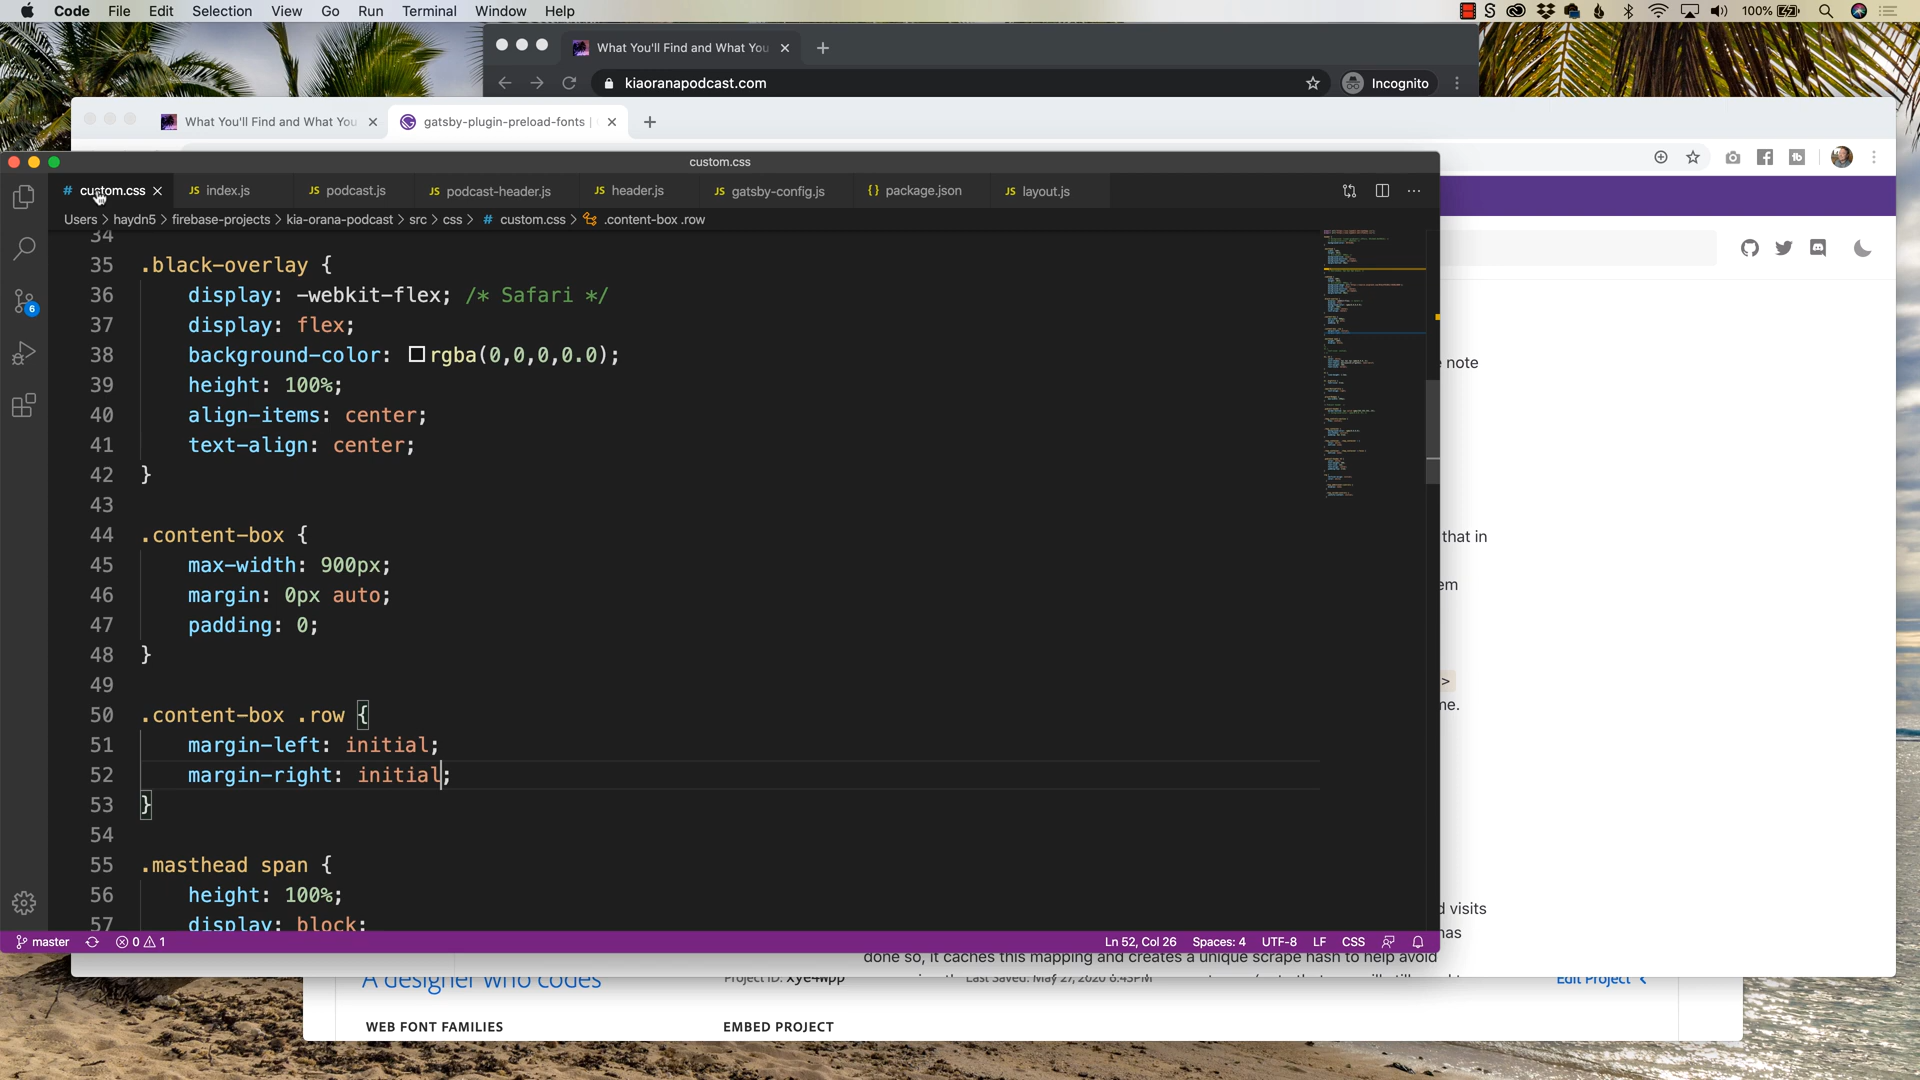 Code File Edit Selection View Go Run Terminal Window Help
100%
What You'll Find and What You
kiaoranapodcast.com
Incognito
What You'll Find and What You
gatsby-plugin-preload-fonts |
custom.css
# custom.css
JS index.js
JS podcast.js
JS podcast-header.js
JS header.js
JS gatsby-config.js
{} package.json
JS layout.js
Users > haydn5 > firebase-projects > kia-orana-podcast > src > css > # custom.css > .content-box .row
34
35 .black-overlay {
36 display: -webkit-flex; /* Safari */
37 display: flex;
38 background-color: rgba(0,0,0,0.0);
39 height: 100%;
40 align-items: center;
41 text-align: center;
42 }
43
44 .content-box {
45 max-width: 900px;
46 margin: 0px auto;
47 padding: 0;
48 }
49
50 .content-box .row {
51 margin-left: initial;
52 margin-right: initial;
53 }
54
55 .masthead span {
56 height: 100%;
57 display: block;
6
note
that in
em
>
me.
d visits
has
master
0 1
Ln 52, Col 26 Spaces: 4 UTF-8 LF CSS
done so, it caches this mapping and creates a unique scrape hash to help avoid
A designer who codes
Project ID: xye4wpp
Last Saved: May 27, 2020 6:43PM
Edit Project
WEB FONT FAMILIES
EMBED PROJECT